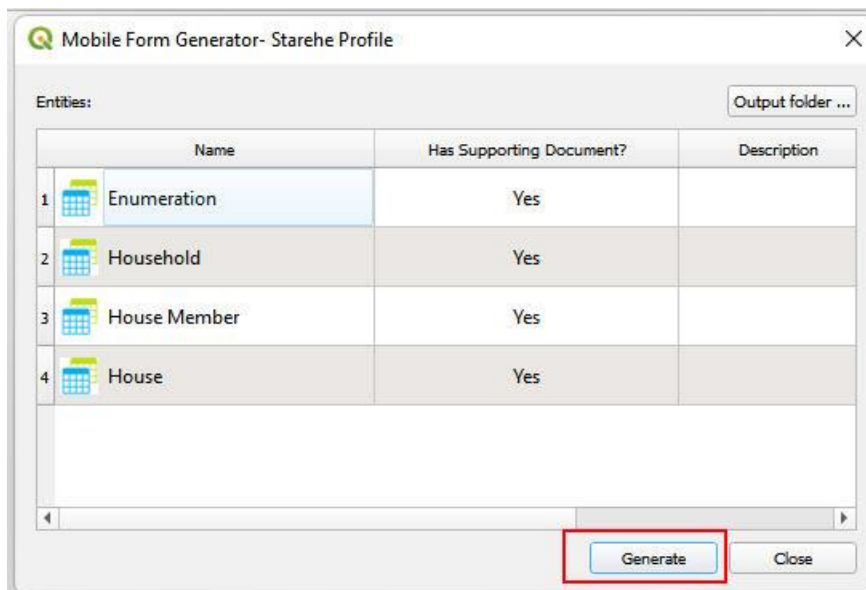 Mobile Form Generator- Starehe Profile
Entities:
Output folder ...
Name Has Supporting Document? Description
1 Enumeration Yes
2 Household Yes
3 House Member Yes
4 House Yes
Generate Close